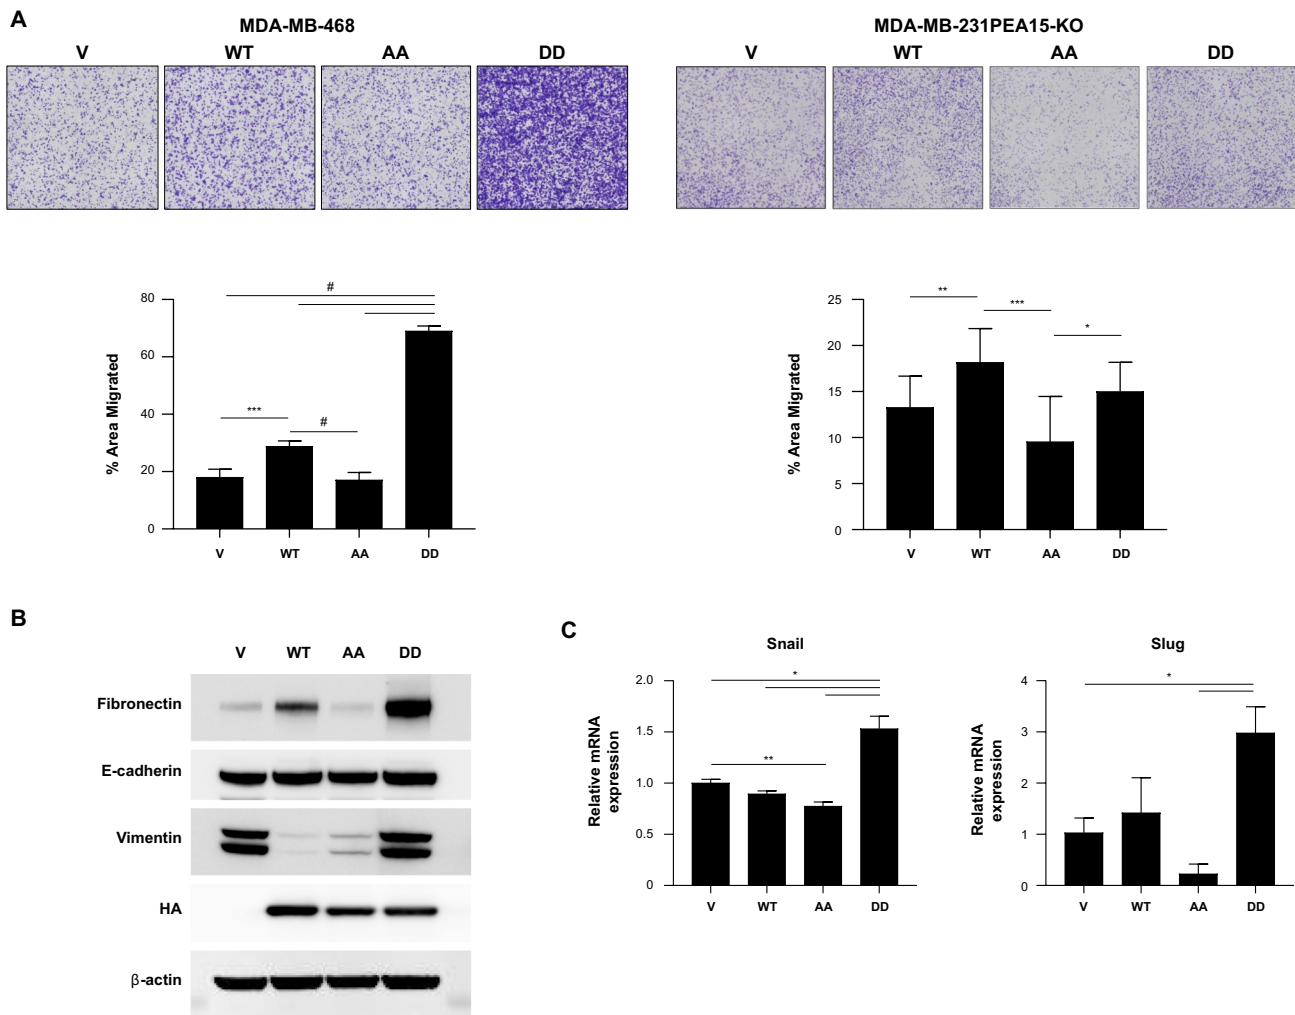 A
MDA-MB-468
MDA-MB-231PEA15-KO
V WT AA DD
V WT AA DD
% Area Migrated
80
60
40
20
0
#
***
#
V WT AA DD
% Area Migrated
25
20
15
10
5
0
**
***
*
V WT AA DD
B
V WT AA DD
Fibronectin
E-cadherin
Vimentin
HA
β-actin
C
Snail
Relative mRNA
expression
2.0
1.5
1.0
0.5
0
*
**
V WT AA DD
Slug
Relative mRNA
expression
4
3
2
1
0
*
V WT AA DD